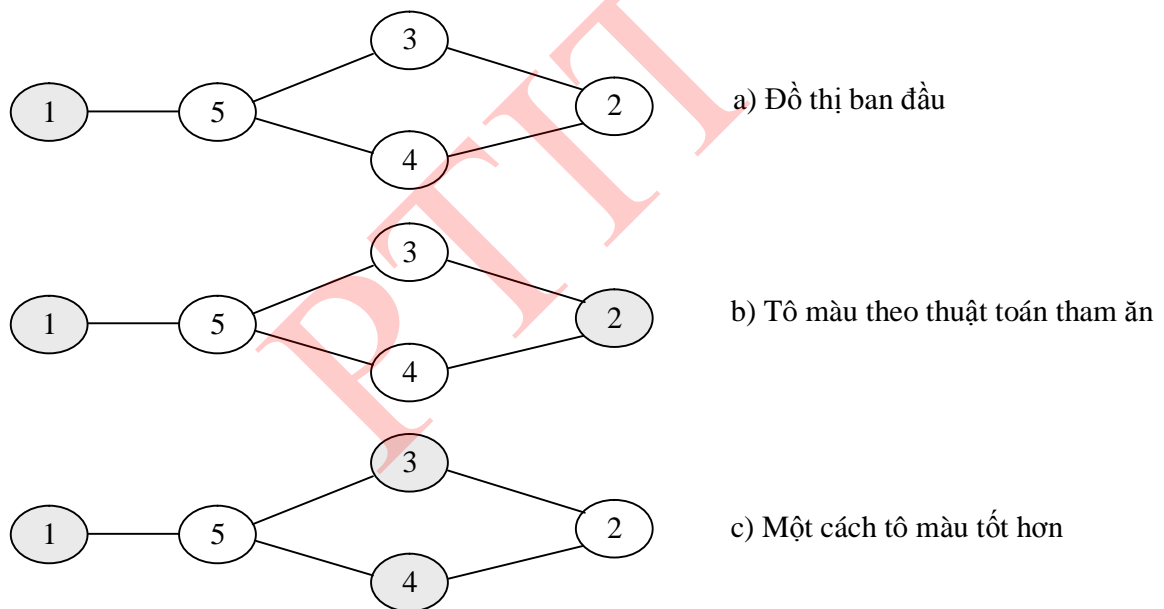 3
1 5 2 a) Đồ thị ban đầu
4
3
1 5 2 b) Tô màu theo thuật toán tham ăn
4
3
1 5 2 c) Một cách tô màu tốt hơn
4
PTIT